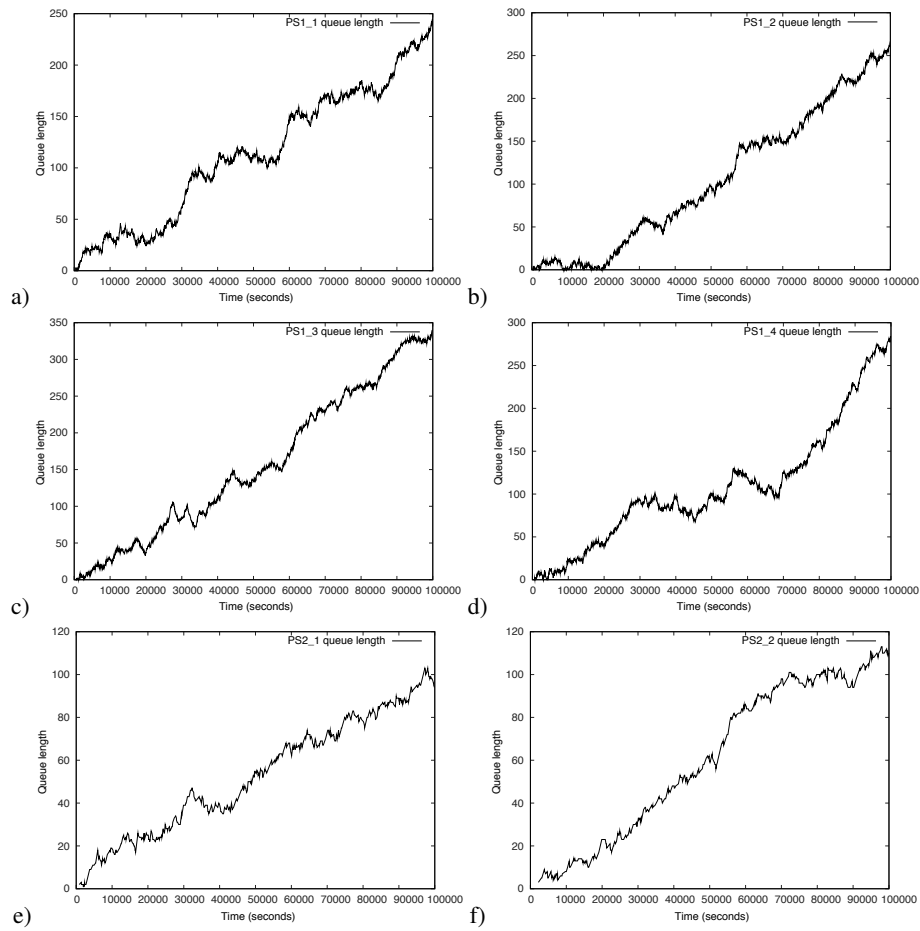 PS1_1 queue length
250
200
150
100
50
0
Queue length
0 10000 20000 30000 40000 50000 60000 70000 80000 90000 100000
Time (seconds)
a)
PS1_2 queue length
300
250
200
150
100
50
0
Queue length
0 10000 20000 30000 40000 50000 60000 70000 80000 90000 100000
Time (seconds)
b)
PS1_3 queue length
350
300
250
200
150
100
50
0
Queue length
0 10000 20000 30000 40000 50000 60000 70000 80000 90000 100000
Time (seconds)
c)
PS1_4 queue length
300
250
200
150
100
50
0
Queue length
0 10000 20000 30000 40000 50000 60000 70000 80000 90000 100000
Time (seconds)
d)
PS2_1 queue length
120
100
80
60
40
20
0
Queue length
0 10000 20000 30000 40000 50000 60000 70000 80000 90000 100000
Time (seconds)
e)
PS2_2 queue length
120
100
80
60
40
20
0
Queue length
0 10000 20000 30000 40000 50000 60000 70000 80000 90000 100000
Time (seconds)
f)